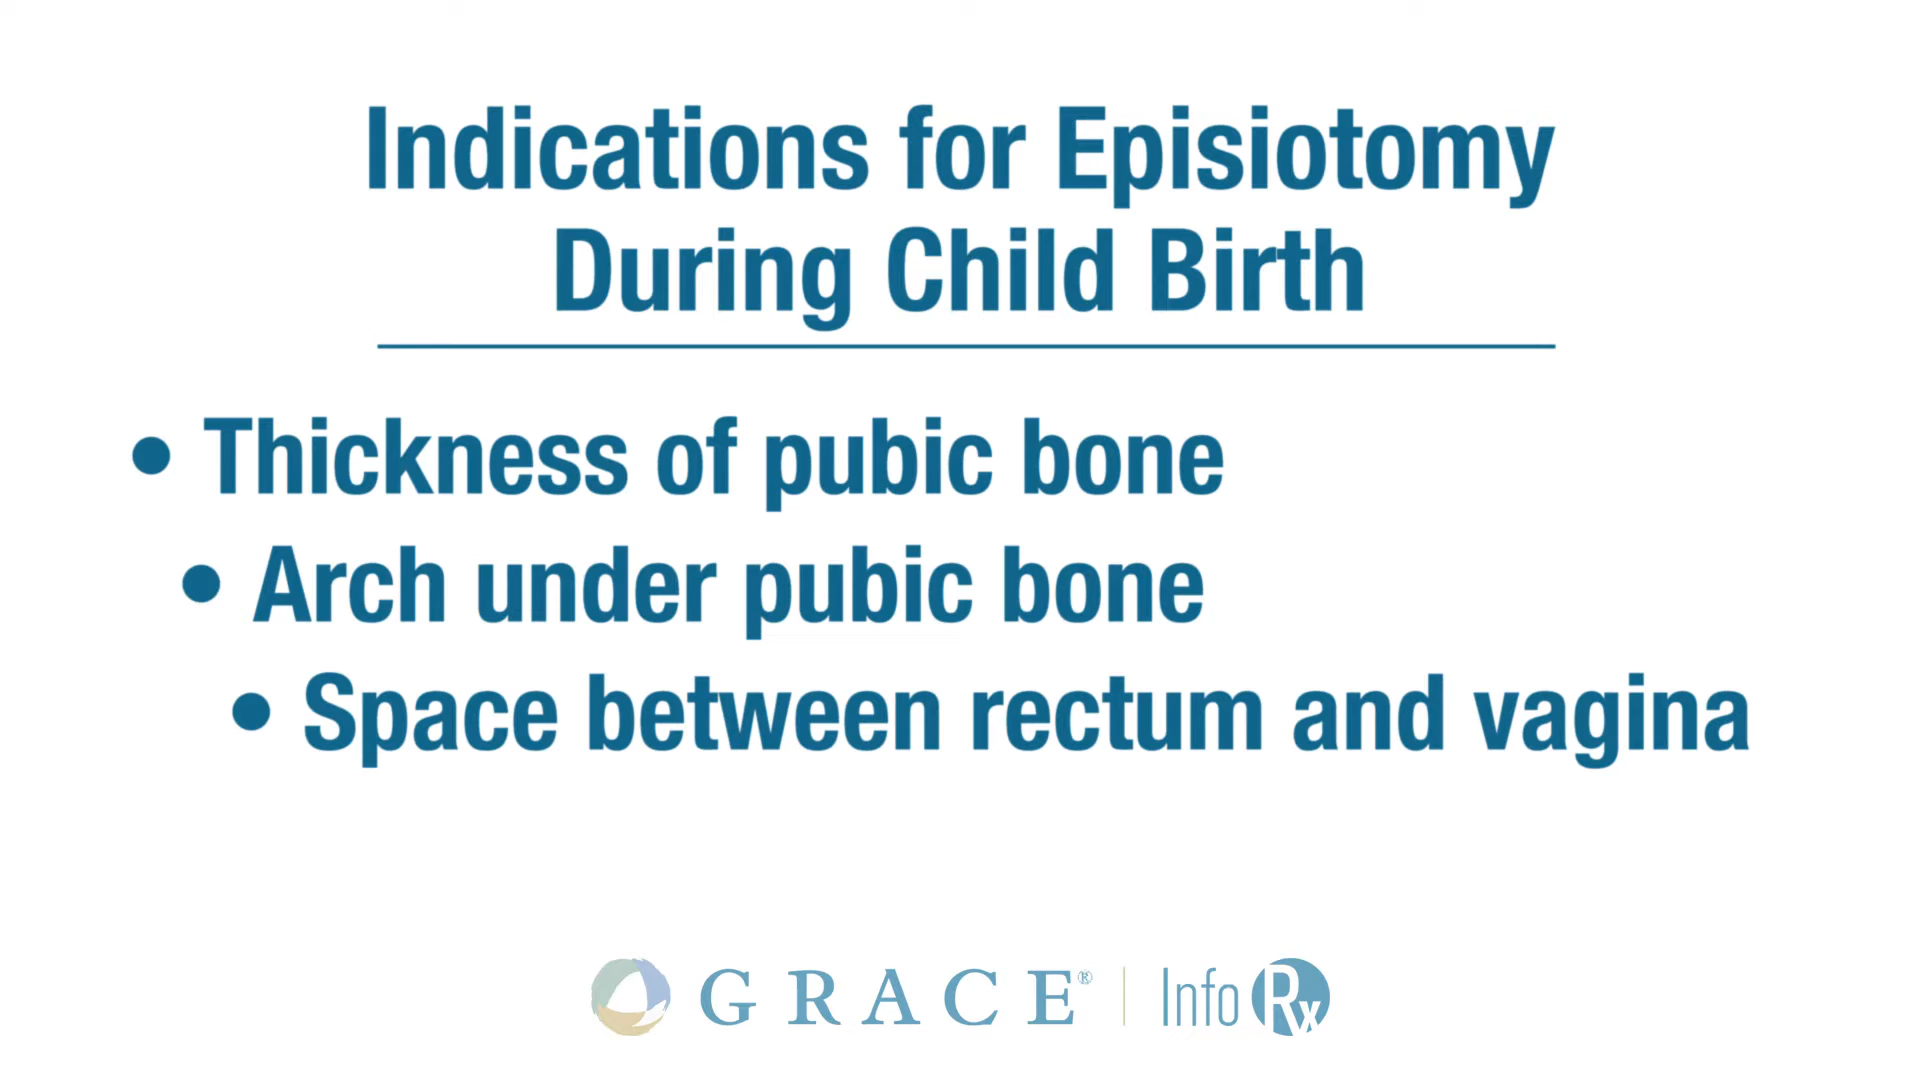 Indications for Episiotomy
During Child Birth
• Thickness of pubic bone
• Arch under pubic bone
• Space between rectum and vagina
GRACE® | Info Rx